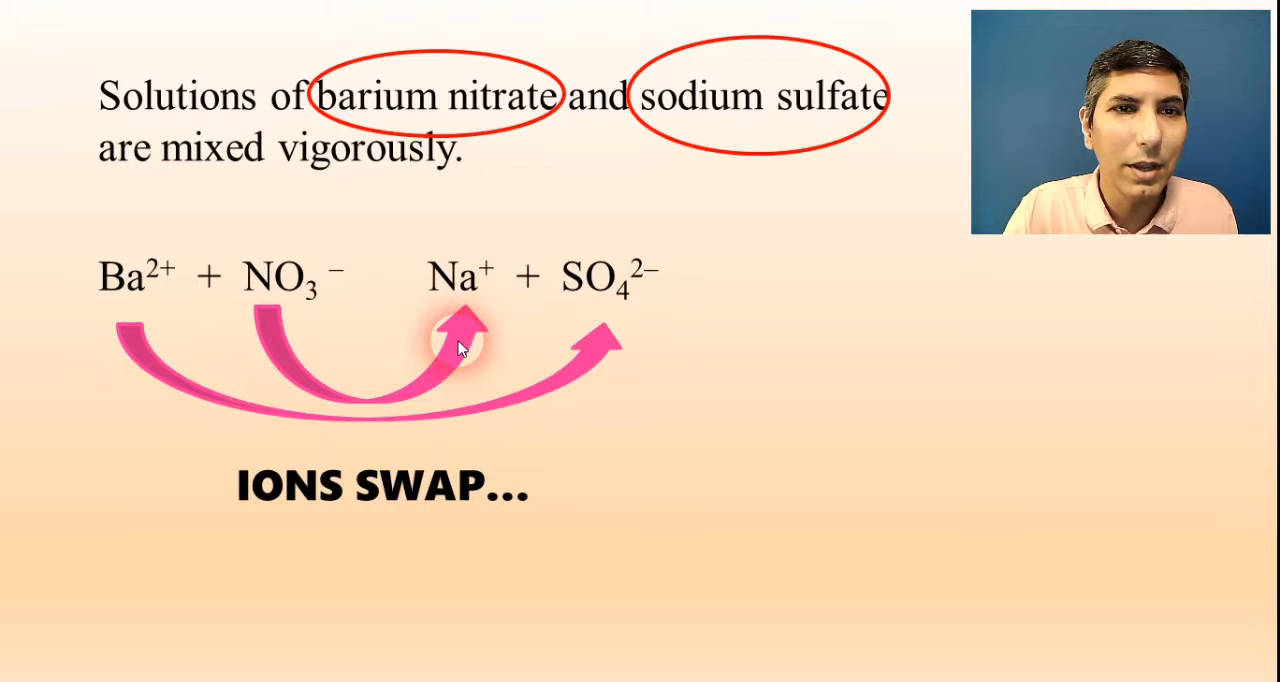 Solutions of barium nitrate and sodium sulfate
are mixed vigorously.
Ba²⁺ + NO₃⁻ Na⁺ + SO₄²⁻
IONS SWAP...